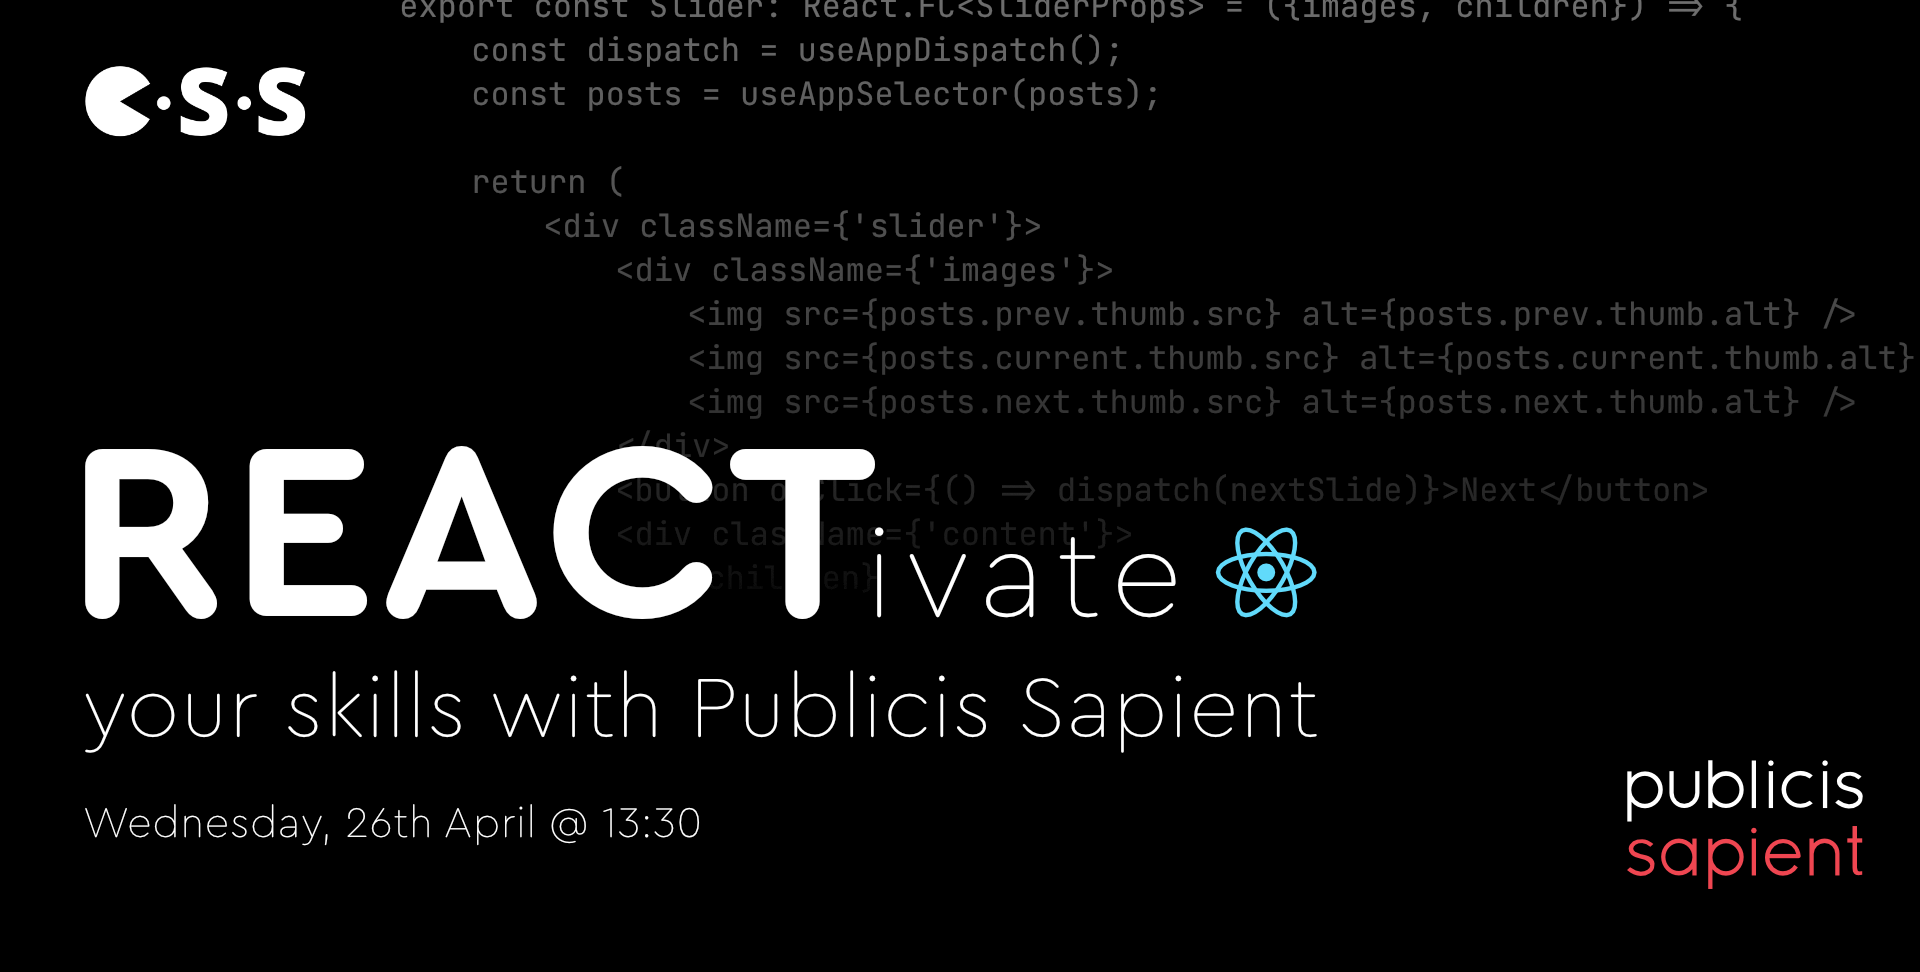 export const Slider: React.FC<SliderProps> = ({images, children}) => {
const dispatch = useAppDispatch();
const posts = useAppSelector(posts);
return (
<div className={'slider'}>
<div className={'images'}>
<img src={posts.prev.thumb.src} alt={posts.prev.thumb.alt} />
<img src={posts.current.thumb.src} alt={posts.current.thumb.alt}
<img src={posts.next.thumb.src} alt={posts.next.thumb.alt} />
</div>
<button onClick={() => dispatch(nextSlide)}>Next</button>
<div className={'content'}>
children}
C·S·S
REACTivate
your skills with Publicis Sapient
Wednesday, 26th April @ 13:30
publicis
sapient